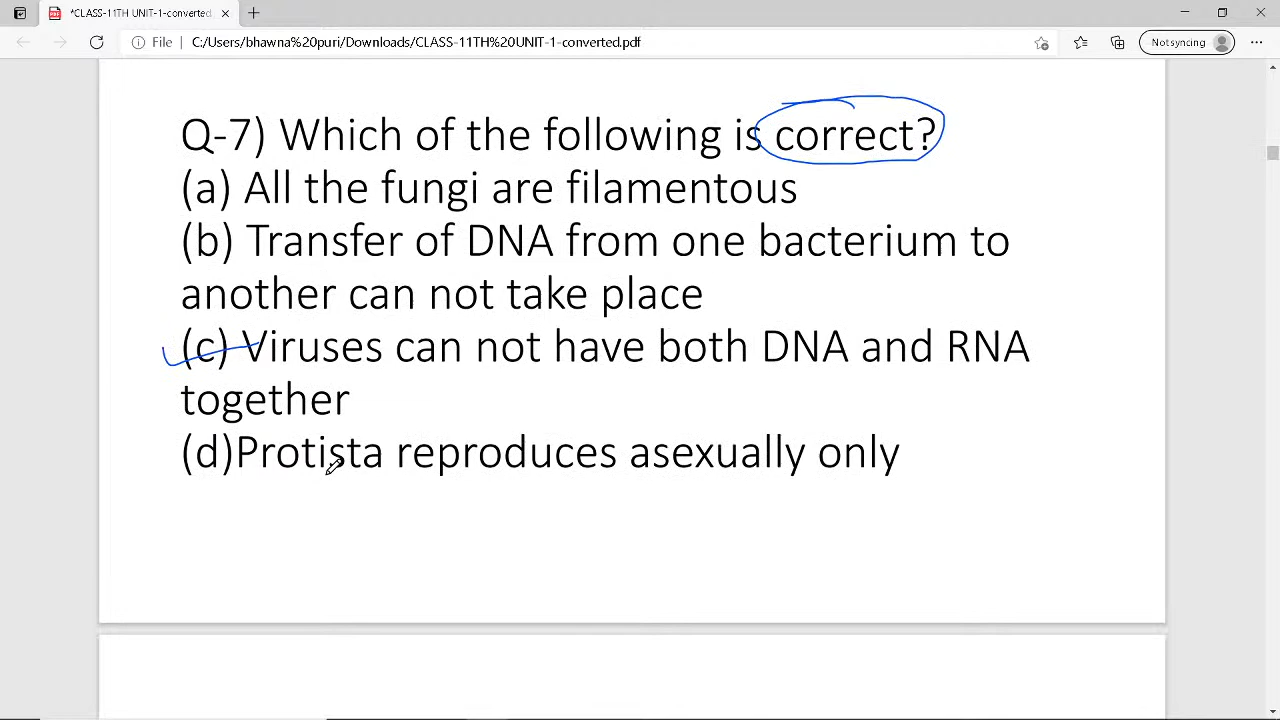 *CLASS-11TH UNIT-1-converted.
File | C:/Users/bhawna%20puri/Downloads/CLASS-11TH%20UNIT-1-converted.pdf
Not syncing
Q-7) Which of the following is correct?
(a) All the fungi are filamentous
(b) Transfer of DNA from one bacterium to
another can not take place
(c) Viruses can not have both DNA and RNA
together
(d)Protista reproduces asexually only